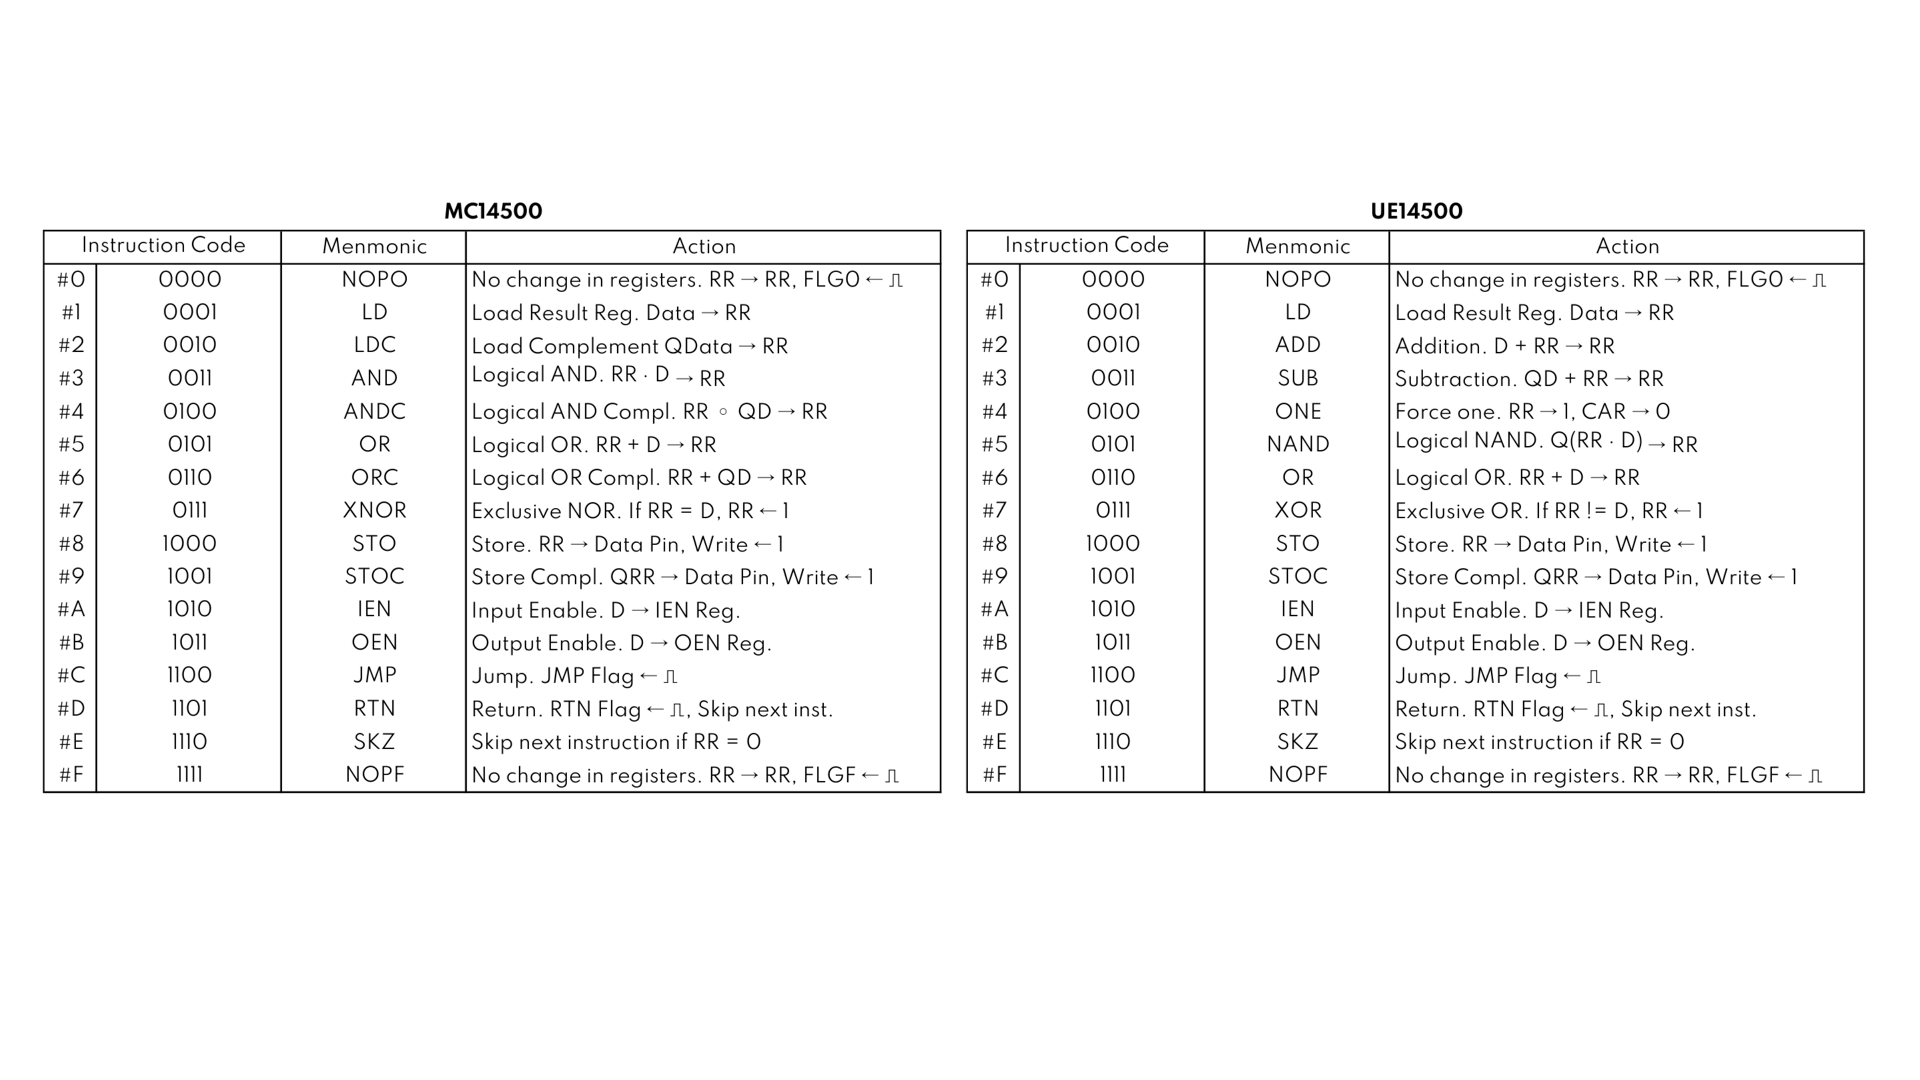 MC14500
Instruction Code Menmonic Action
#0 0000 NOPO No change in registers. RR → RR, FLGO ← ⎍
#1 0001 LD Load Result Reg. Data → RR
#2 0010 LDC Load Complement QData → RR
#3 0011 AND Logical AND. RR · D → RR
#4 0100 ANDC Logical AND Compl. RR ∘ QD → RR
#5 0101 OR Logical OR. RR + D → RR
#6 0110 ORC Logical OR Compl. RR + QD → RR
#7 0111 XNOR Exclusive NOR. If RR = D, RR ← 1
#8 1000 STO Store. RR → Data Pin, Write ← 1
#9 1001 STOC Store Compl. QRR → Data Pin, Write ← 1
#A 1010 IEN Input Enable. D → IEN Reg.
#B 1011 OEN Output Enable. D → OEN Reg.
#C 1100 JMP Jump. JMP Flag ← ⎍
#D 1101 RTN Return. RTN Flag ← ⎍, Skip next inst.
#E 1110 SKZ Skip next instruction if RR = 0
#F 1111 NOPF No change in registers. RR → RR, FLGF ← ⎍
UE14500
Instruction Code Menmonic Action
#0 0000 NOPO No change in registers. RR → RR, FLGO ← ⎍
#1 0001 LD Load Result Reg. Data → RR
#2 0010 ADD Addition. D + RR → RR
#3 0011 SUB Subtraction. QD + RR → RR
#4 0100 ONE Force one. RR → 1, CAR → 0
#5 0101 NAND Logical NAND. Q(RR · D) → RR
#6 0110 OR Logical OR. RR + D → RR
#7 0111 XOR Exclusive OR. If RR != D, RR ← 1
#8 1000 STO Store. RR → Data Pin, Write ← 1
#9 1001 STOC Store Compl. QRR → Data Pin, Write ← 1
#A 1010 IEN Input Enable. D → IEN Reg.
#B 1011 OEN Output Enable. D → OEN Reg.
#C 1100 JMP Jump. JMP Flag ← ⎍
#D 1101 RTN Return. RTN Flag ← ⎍, Skip next inst.
#E 1110 SKZ Skip next instruction if RR = 0
#F 1111 NOPF No change in registers. RR → RR, FLGF ← ⎍